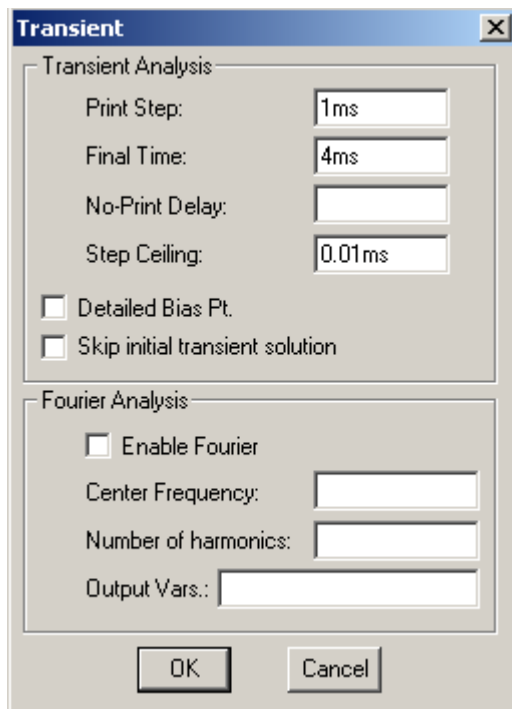 Transient
Transient Analysis
Print Step: 1ms
Final Time: 4ms
No-Print Delay:
Step Ceiling: 0.01ms
Detailed Bias Pt.
Skip initial transient solution
Fourier Analysis
Enable Fourier
Center Frequency:
Number of harmonics:
Output Vars.:
OK Cancel